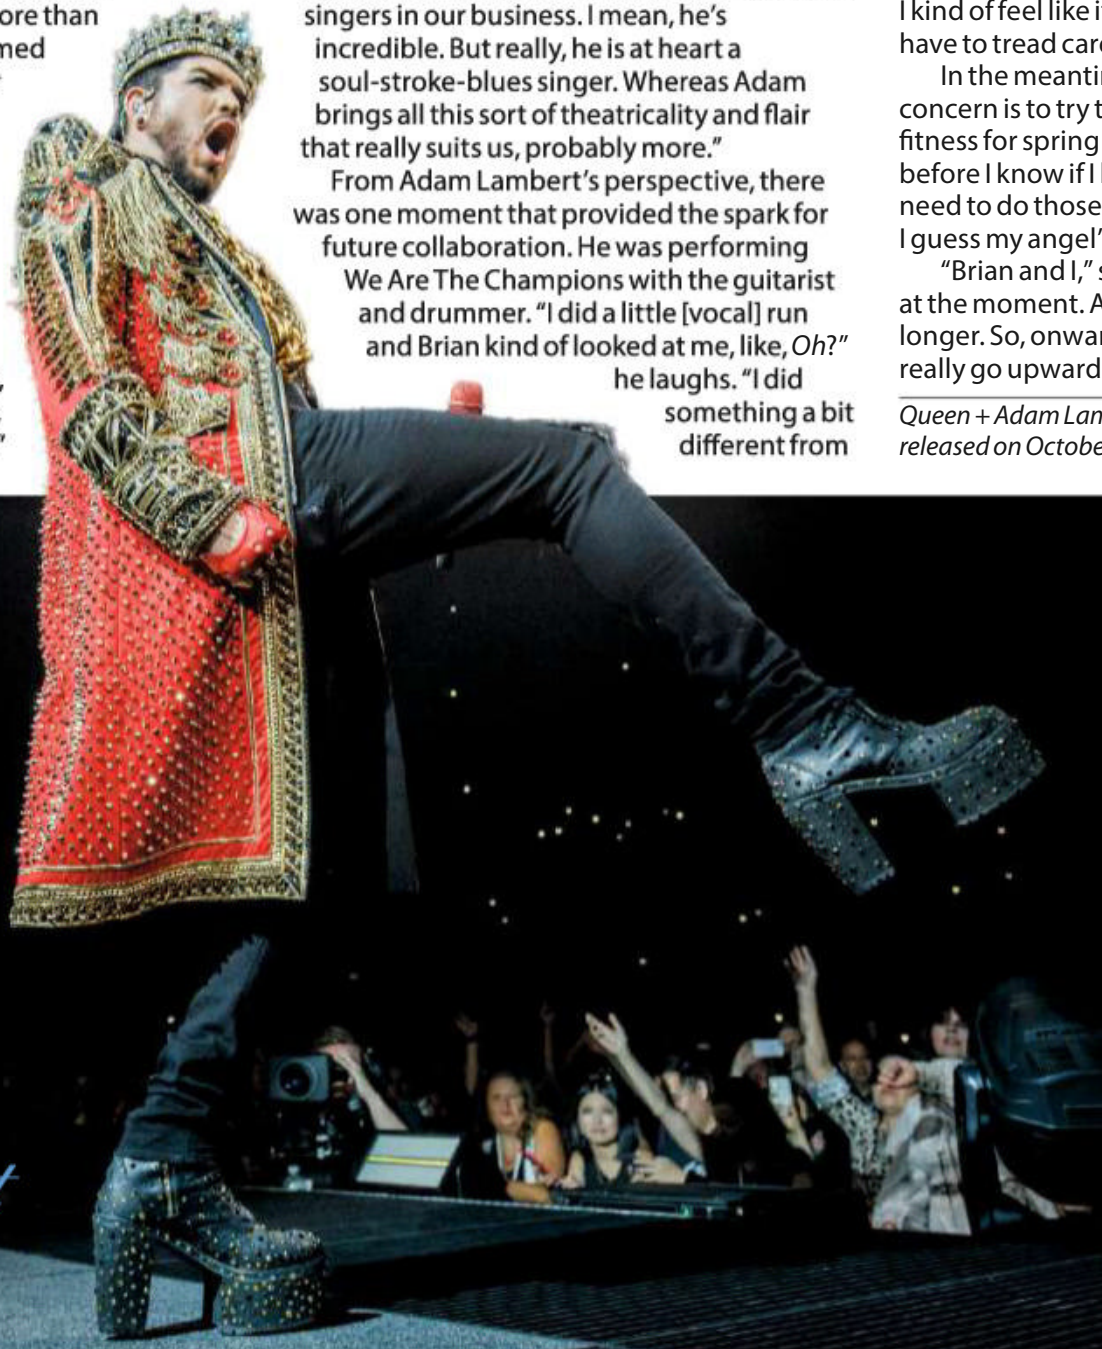 ore than
med
singers in our business. I mean, he's
incredible. But really, he is at heart a
soul-stroke-blues singer. Whereas Adam
brings all this sort of theatricality and flair
that really suits us, probably more."
From Adam Lambert's perspective, there
was one moment that provided the spark for
future collaboration. He was performing
We Are The Champions with the guitarist
and drummer. "I did a little [vocal] run
and Brian kind of looked at me, like, Oh?"
he laughs. "I did
something a bit
different from
I kind of feel like i
have to tread care
In the meanti
concern is to try t
fitness for spring
before I know if I
need to do those
I guess my angel'
"Brian and I," s
at the moment. A
longer. So, onwar
really go upward
Queen + Adam Lam
released on Octobe